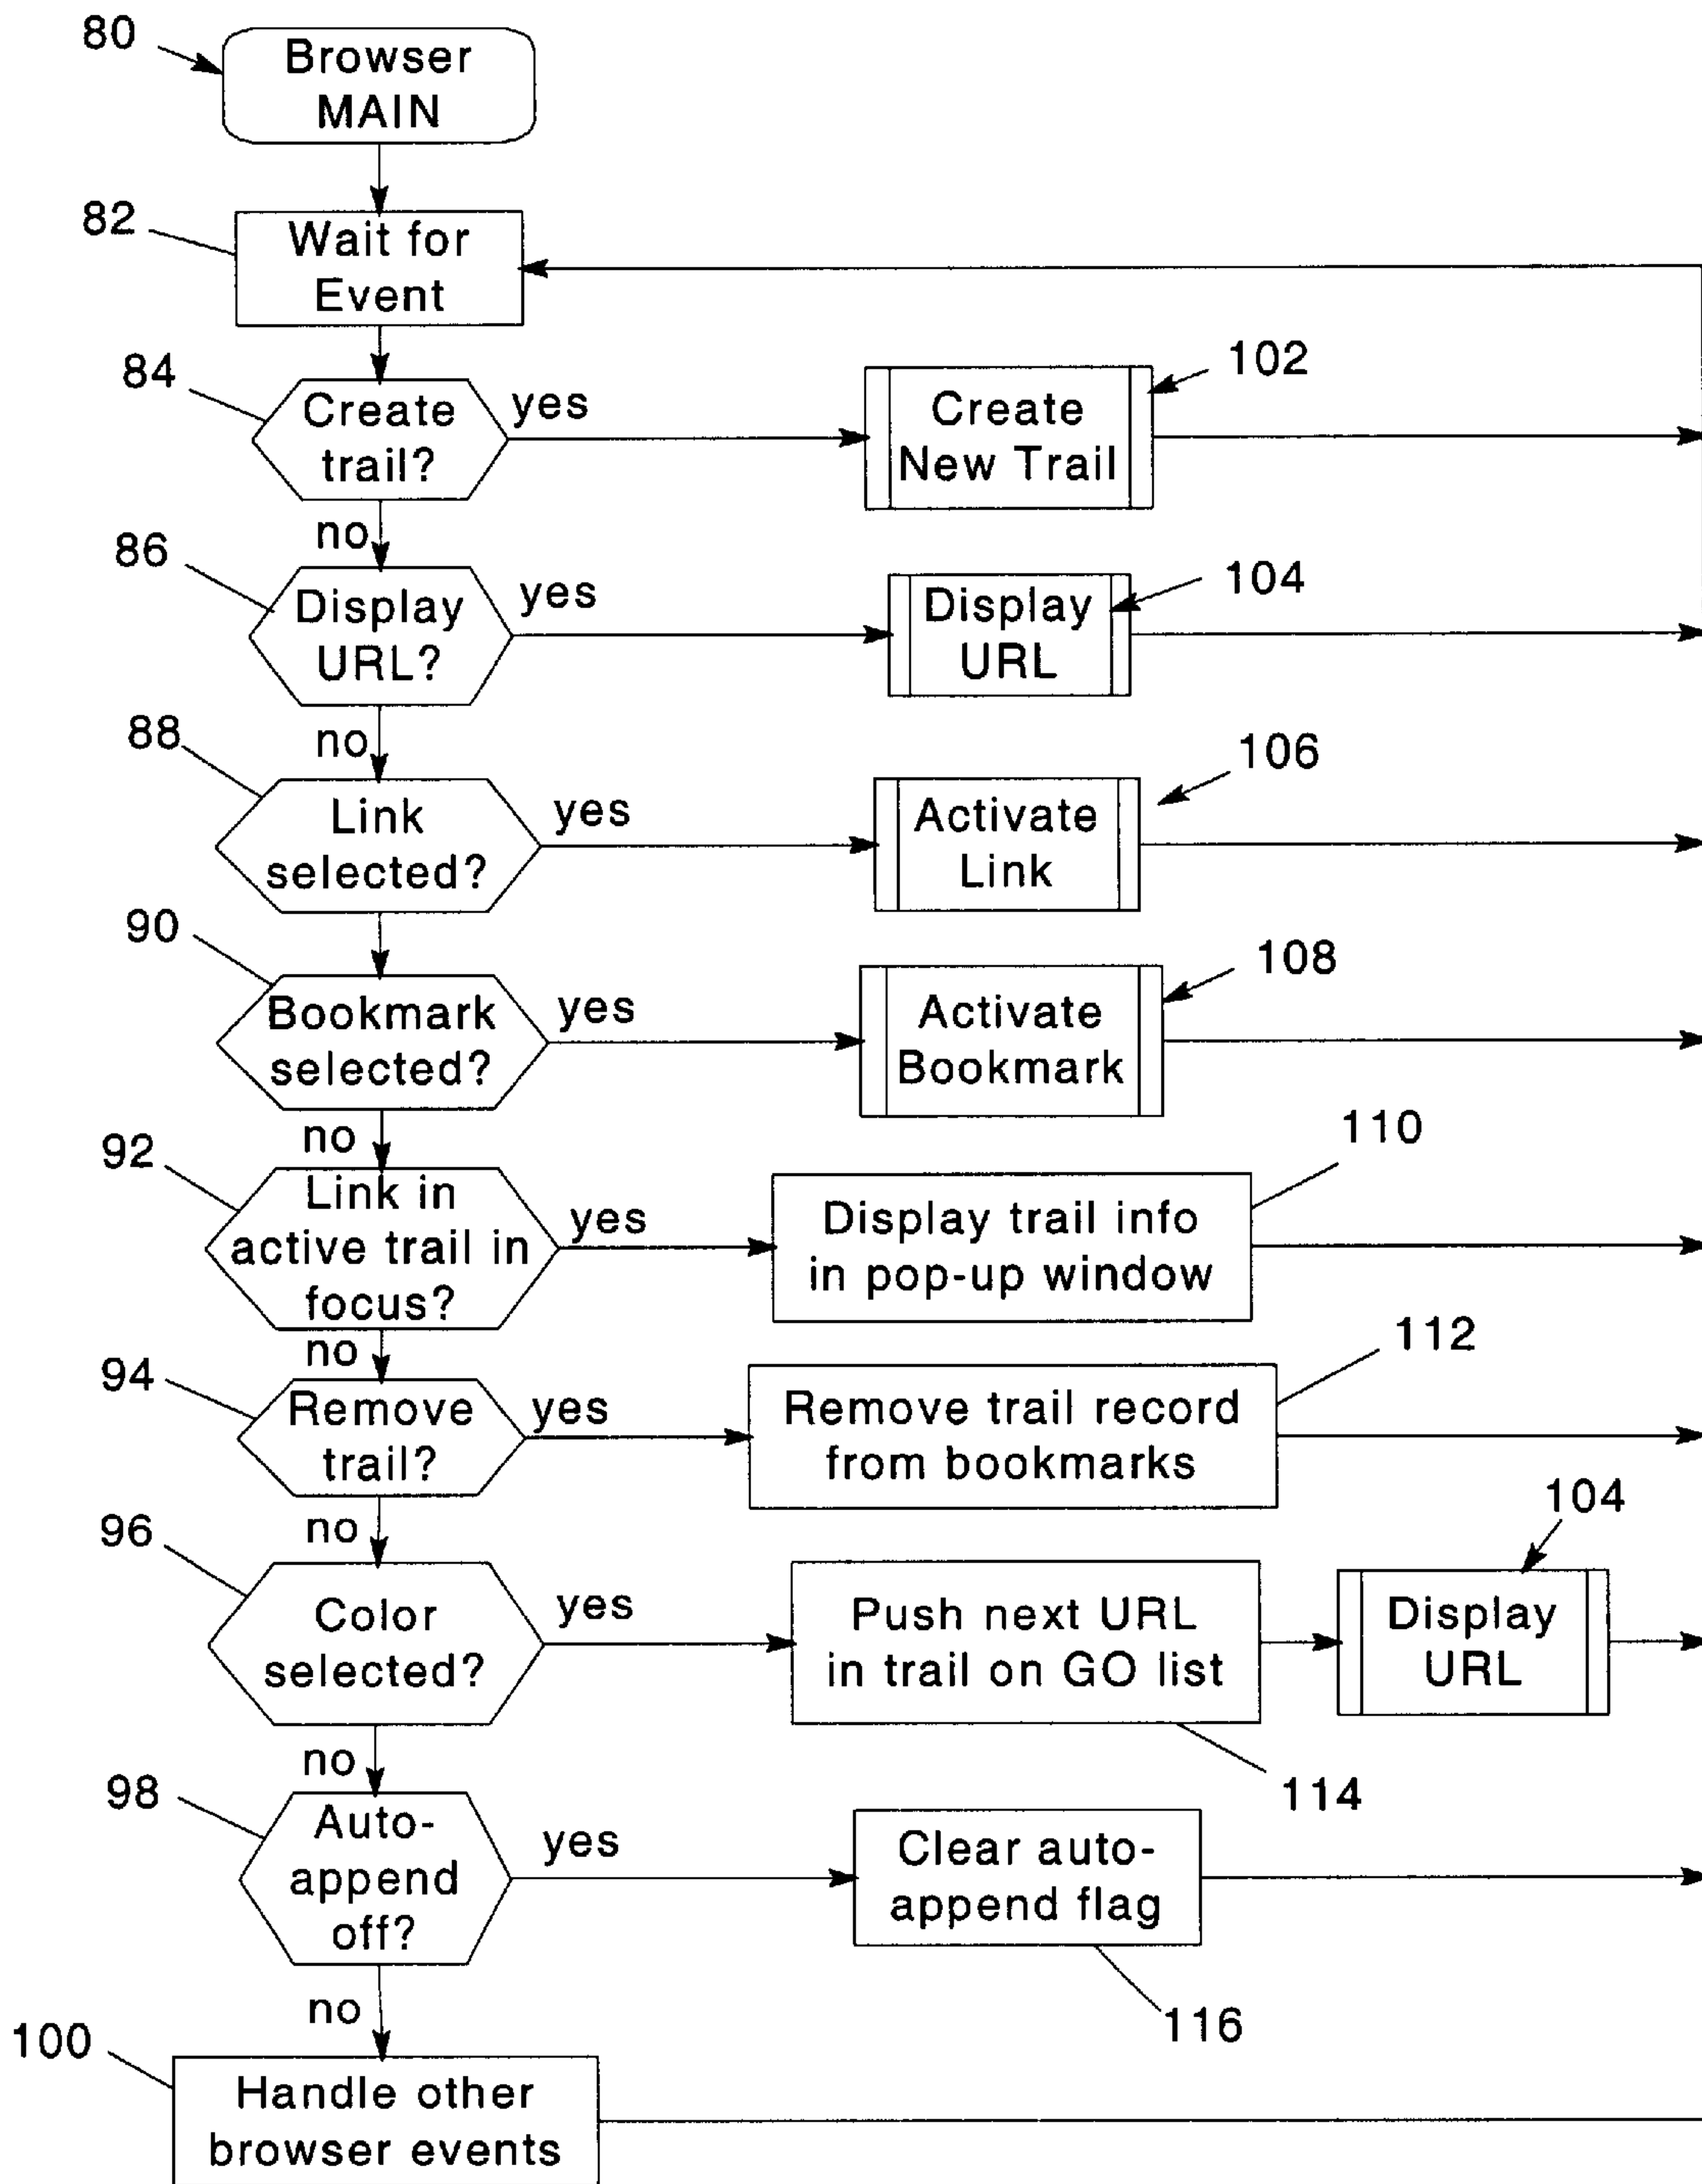 80
Browser
MAIN
82
Wait for
Event
84
Create
trail?
yes
Create
New Trail
102
no
86
Display
URL?
yes
Display
URL
104
no
88
Link
selected?
yes
Activate
Link
106
90
Bookmark
selected?
yes
Activate
Bookmark
108
no
92
Link in
active trail in
focus?
yes
Display trail info
in pop-up window
110
no
94
Remove
trail?
yes
Remove trail record
from bookmarks
112
no
96
Color
selected?
yes
Push next URL
in trail on GO list
114
Display
URL
104
no
98
Auto-
append
off?
yes
Clear auto-
append flag
116
no
100
Handle other
browser events